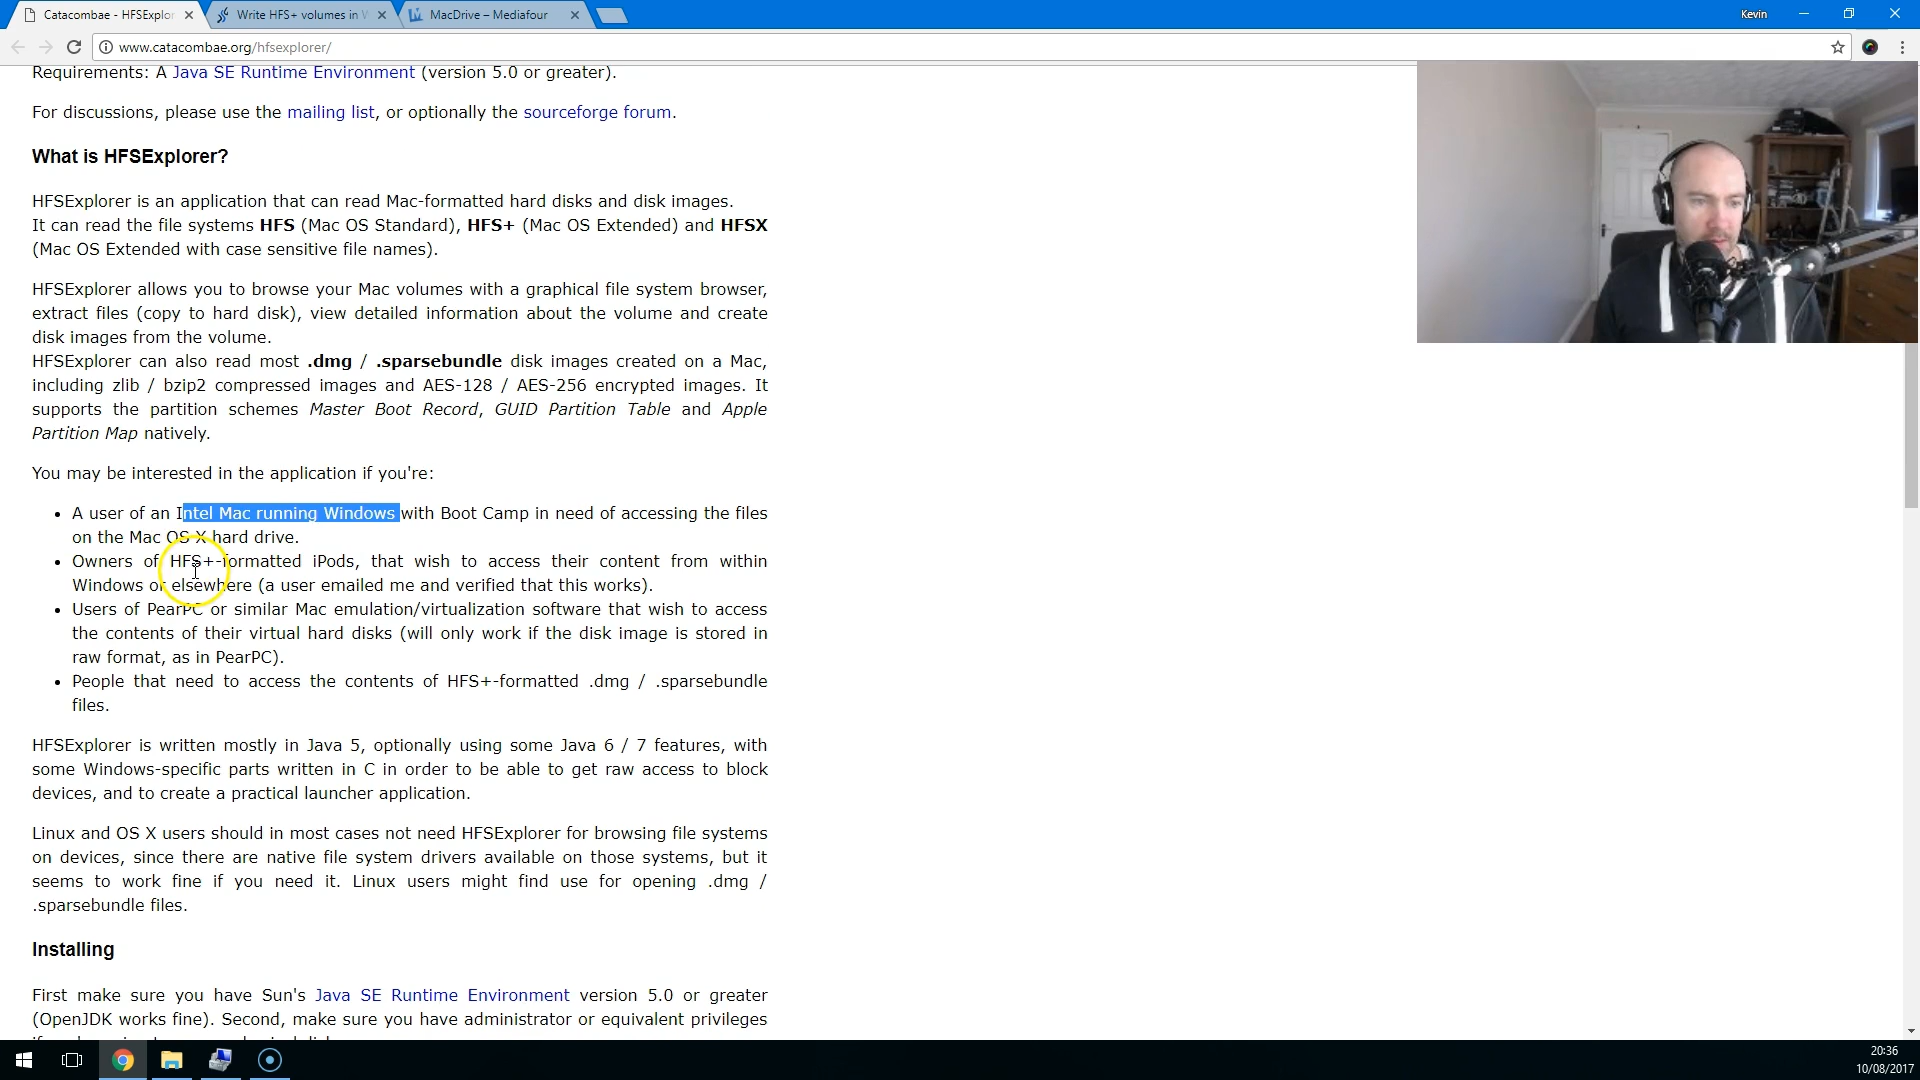 Catacombae - HFSExplor
Write HFS+ volumes in W
MacDrive – Mediafour
Kevin
www.catacombae.org/hfsexplorer/
Requirements: A Java SE Runtime Environment (version 5.0 or greater).
For discussions, please use the mailing list, or optionally the sourceforge forum.
What is HFSExplorer?
HFSExplorer is an application that can read Mac-formatted hard disks and disk images.
It can read the file systems HFS (Mac OS Standard), HFS+ (Mac OS Extended) and HFSX
(Mac OS Extended with case sensitive file names).
HFSExplorer allows you to browse your Mac volumes with a graphical file system browser,
extract files (copy to hard disk), view detailed information about the volume and create
disk images from the volume.
HFSExplorer can also read most .dmg / .sparsebundle disk images created on a Mac,
including zlib / bzip2 compressed images and AES-128 / AES-256 encrypted images. It
supports the partition schemes Master Boot Record, GUID Partition Table and Apple
Partition Map natively.
You may be interested in the application if you're:
• A user of an Intel Mac running Windows with Boot Camp in need of accessing the files
on the Mac OS X hard drive.
• Owners of HFS+-formatted iPods, that wish to access their content from within
Windows or elsewhere (a user emailed me and verified that this works).
• Users of PearPC or similar Mac emulation/virtualization software that wish to access
the contents of their virtual hard disks (will only work if the disk image is stored in
raw format, as in PearPC).
• People that need to access the contents of HFS+-formatted .dmg / .sparsebundle
files.
HFSExplorer is written mostly in Java 5, optionally using some Java 6 / 7 features, with
some Windows-specific parts written in C in order to be able to get raw access to block
devices, and to create a practical launcher application.
Linux and OS X users should in most cases not need HFSExplorer for browsing file systems
on devices, since there are native file system drivers available on those systems, but it
seems to work fine if you need it. Linux users might find use for opening .dmg /
.sparsebundle files.
Installing
First make sure you have Sun's Java SE Runtime Environment version 5.0 or greater
(OpenJDK works fine). Second, make sure you have administrator or equivalent privileges
20:36
10/08/2017